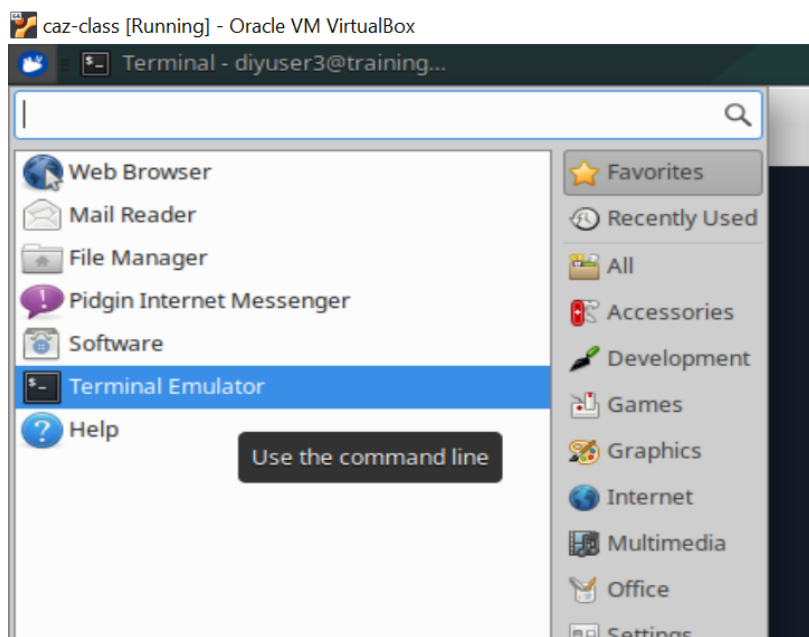 caz-class [Running] - Oracle VM VirtualBox
Terminal - diyuser3@training...
Web Browser
Mail Reader
File Manager
Pidgin Internet Messenger
Software
Terminal Emulator
Help
Use the command line
Favorites
Recently Used
All
Accessories
Development
Games
Graphics
Internet
Multimedia
Office
Settings